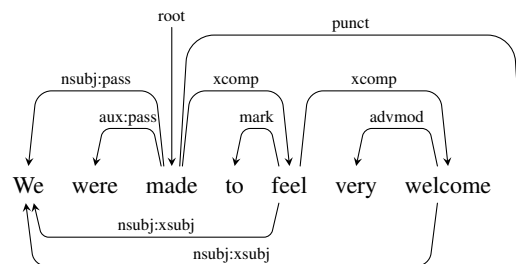 root
punct
nsubj:pass xcomp xcomp
aux:pass mark advmod
We were made to feel very welcome
nsubj:xsubj
nsubj:xsubj